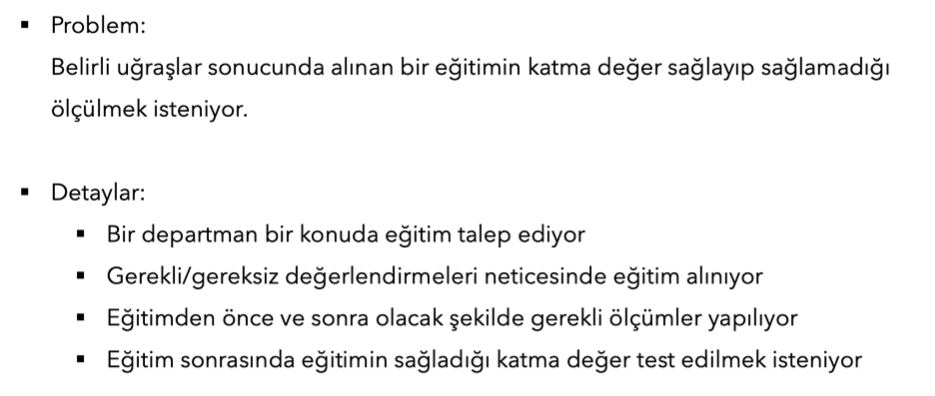 ▪ Problem:
Belirli uğraşlar sonucunda alınan bir eğitimin katma değer sağlayıp sağlamadığı
ölçülmek isteniyor.
▪ Detaylar:
▪ Bir departman bir konuda eğitim talep ediyor
▪ Gerekli/gereksiz değerlendirmeleri neticesinde eğitim alınıyor
▪ Eğitimden önce ve sonra olacak şekilde gerekli ölçümler yapılıyor
▪ Eğitim sonrasında eğitimin sağladığı katma değer test edilmek isteniyor